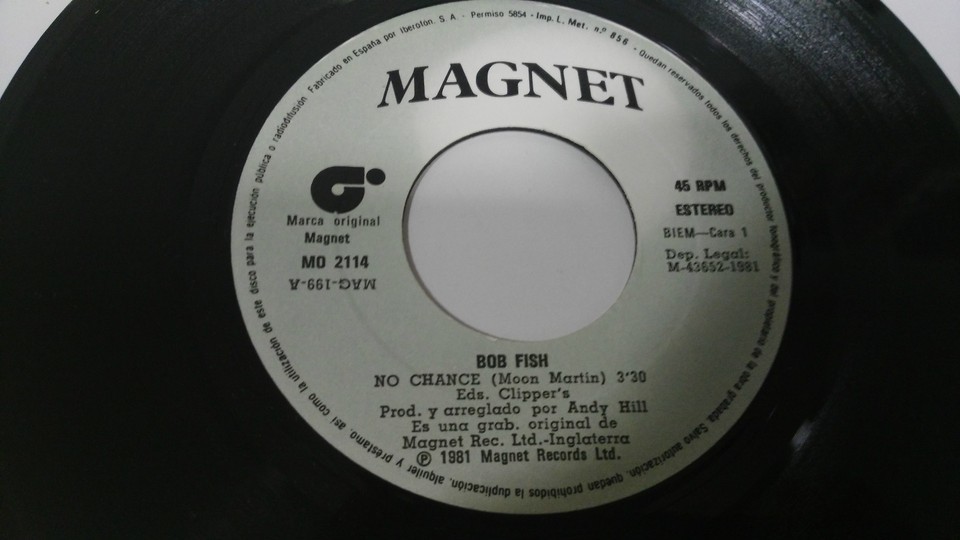 MAGNET
Marca original
Magnet
MO 2114
MAG-199-A
45 RPM
ESTEREO
BIEM—Cara 1
Dep. Legal:
M-43652-1981
BOB FISH
NO CHANCE (Moon Martin) 3'30
Eds. Clipper's
Prod. y arreglado por Andy Hill
Es una grab. original de
Magnet Rec. Ltd.-Inglaterra
℗ 1981 Magnet Records Ltd.
Fabricado en España por Iberofón, S. A. - Permiso 5854 - Imp. L. Met. n.º 856 - Quedan reservados todos los derechos del productor fonográfico y del propietario de la obra grabada. Salvo autorización, quedan prohibidos la duplicación, alquiler y préstamo, así como la utilización de este disco para la ejecución pública o radiodifusión